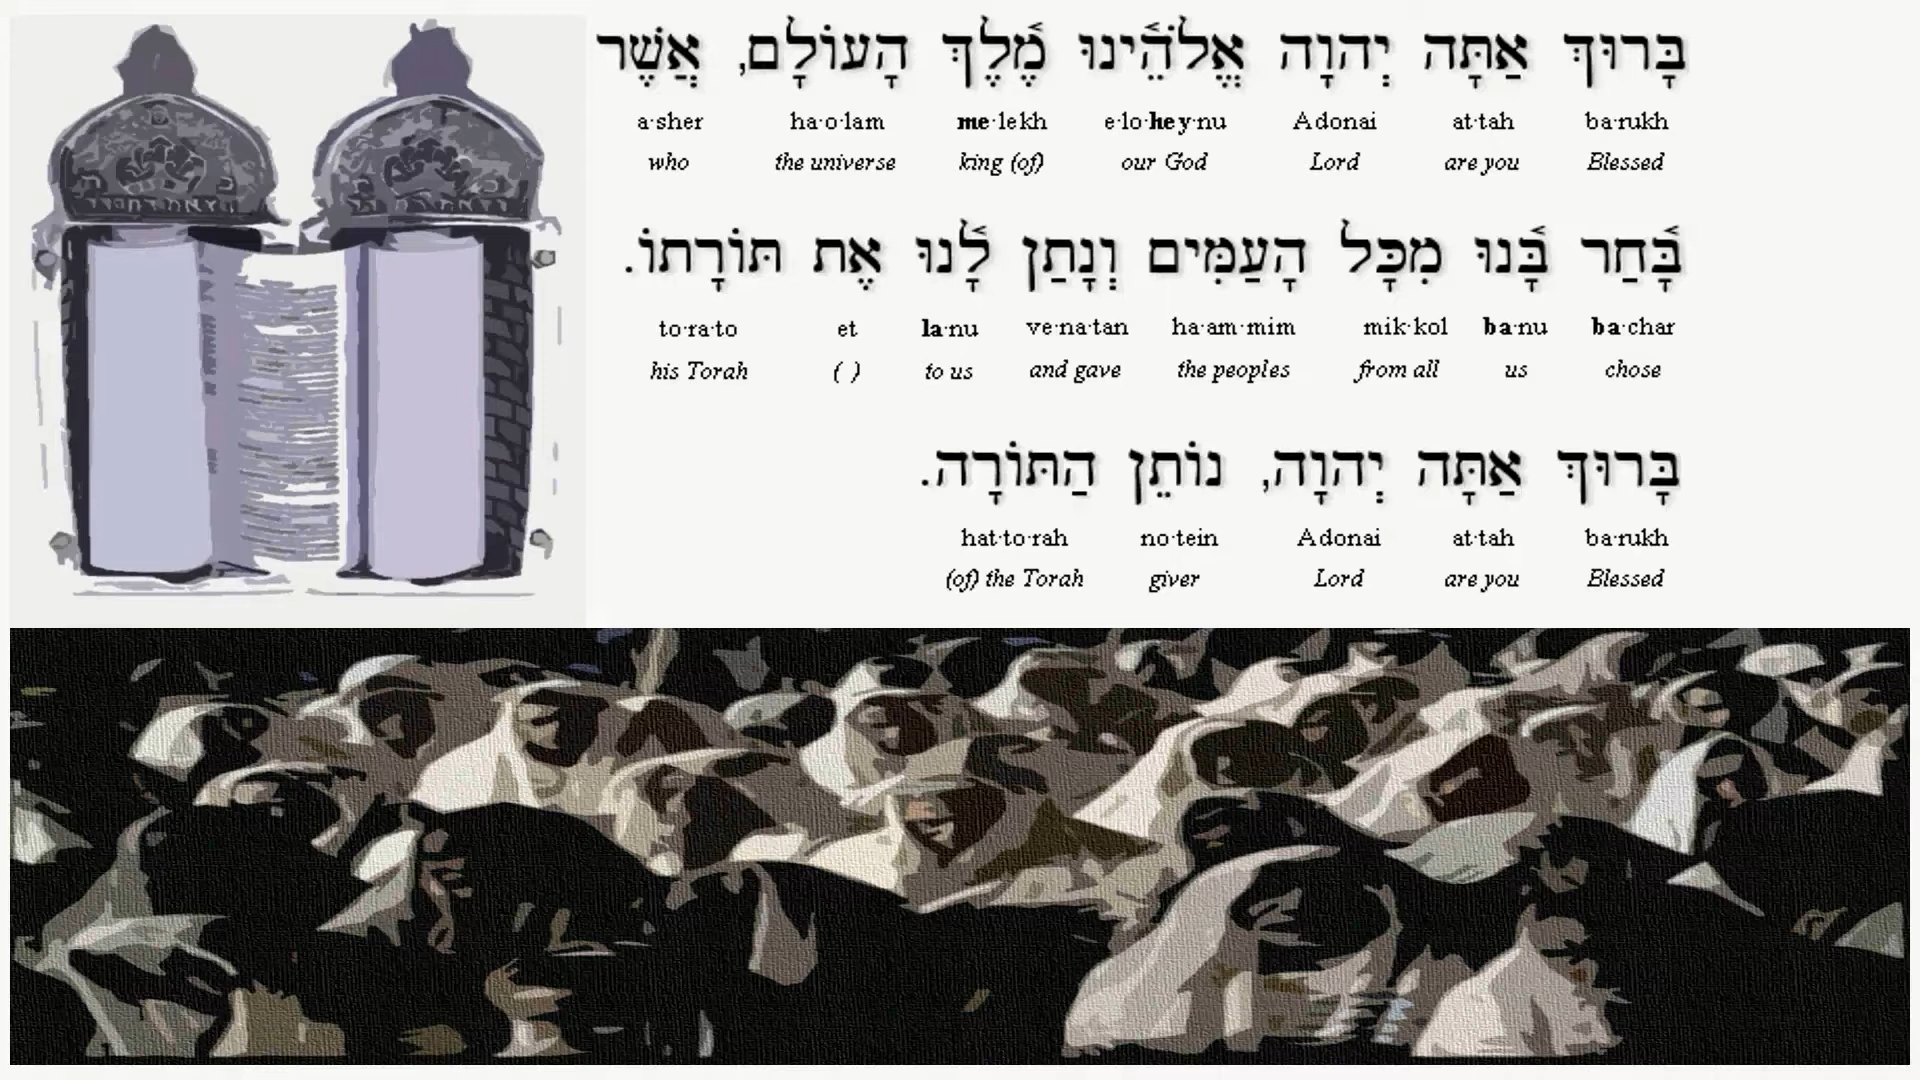 בָּרוּךְ אַתָּה יְהוָה אֱלֹהֵ֫ינוּ מֶ֫לֶךְ הָעוֹלָם, אֲשֶׁר
ba·rukh at·tah Adonai e·lo·hey·nu me·lekh ha·o·lam a·sher
Blessed are you Lord our God king (of) the universe who
בָּ֫חַר בָּ֫נוּ מִכָּל הָעַמִּים וְנָתַן לָ֫נוּ אֶת תּוֹרָתוֹ.
ba·char ba·nu mik·kol ha·am·mim ve·na·tan la·nu et to·ra·to
chose us from all the peoples and gave to us ( ) his Torah
בָּרוּךְ אַתָּה יְהוָה, נוֹתֵן הַתּוֹרָה.
ba·rukh at·tah Adonai no·tein hat·to·rah
Blessed are you Lord giver (of) the Torah